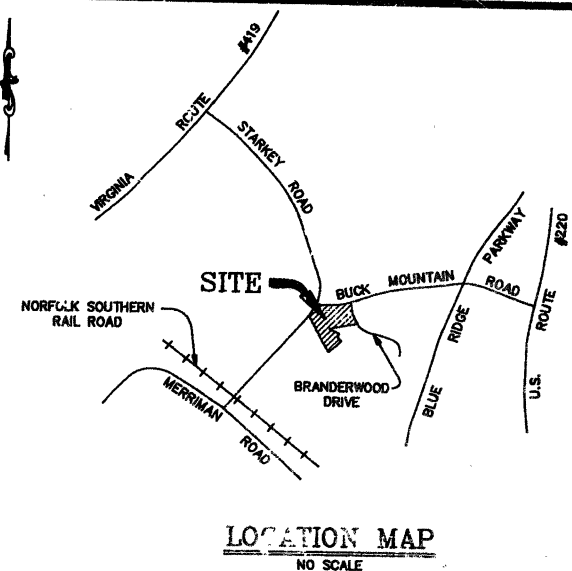 #419
ROUTE
VIRGINIA
STARKEY
ROAD
PARKWAY
#220
SITE
BUCK MOUNTAIN ROAD
NORFOLK SOUTHERN
RAIL ROAD
RIDGE
ROUTE
BRANDERWOOD
DRIVE
MERRIMAN
ROAD
BLUE
U.S.
LOCATION MAP
NO SCALE